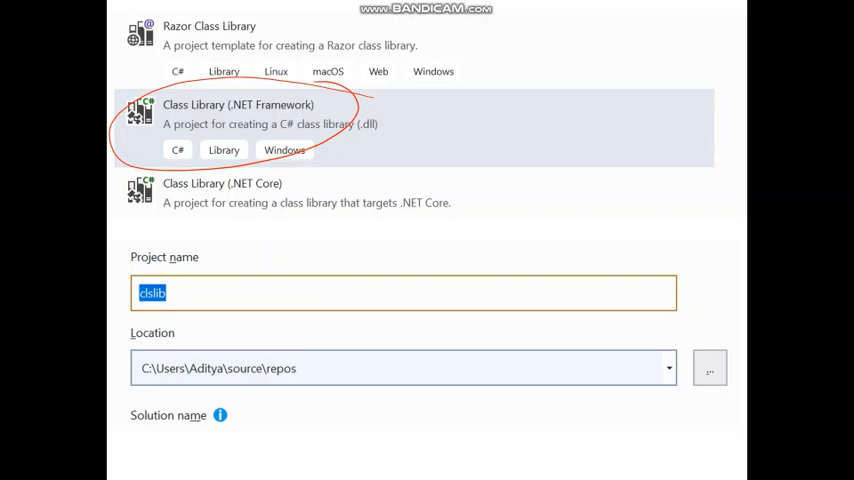 www.BANDICAM.com
Razor Class Library
A project template for creating a Razor class library.
C# Library Linux macOS Web Windows
Class Library (.NET Framework)
A project for creating a C# class library (.dll)
C# Library Windows
Class Library (.NET Core)
A project for creating a class library that targets .NET Core.
Project name
clslib
Location
C:\Users\Aditya\source\repos
...
Solution name